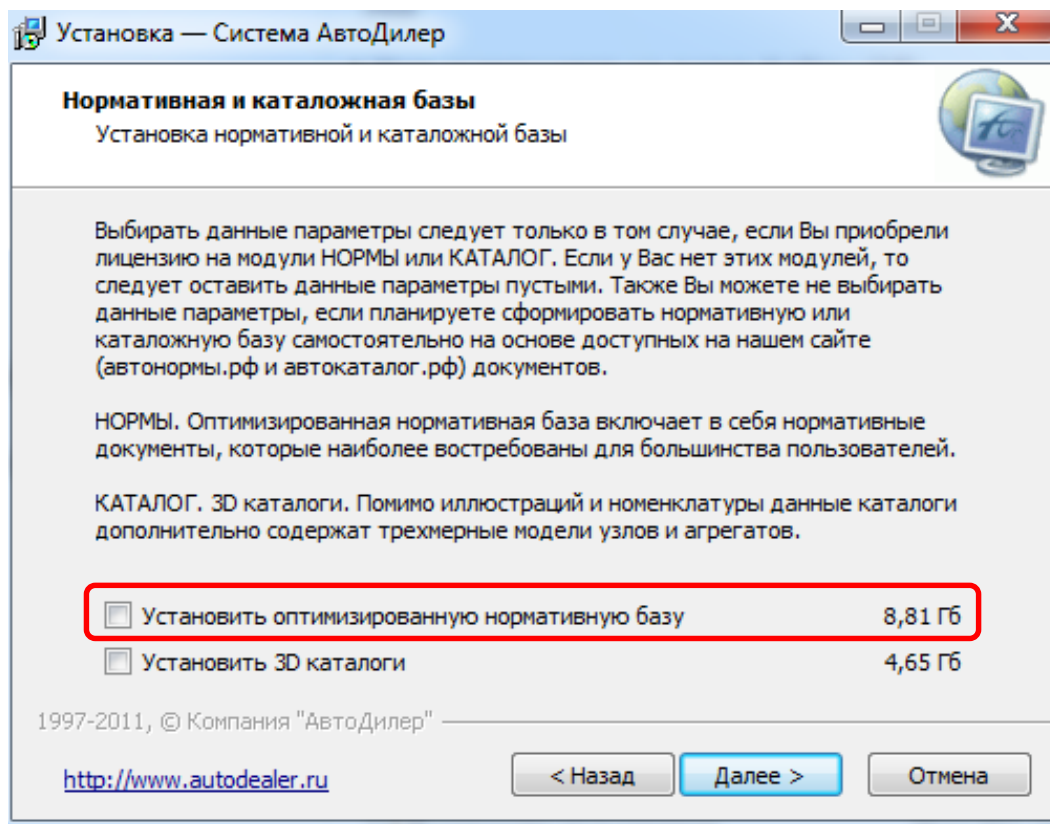 Установка — Система АвтоДилер
Нормативная и каталожная базы
Установка нормативной и каталожной базы
Выбирать данные параметры следует только в том случае, если Вы приобрели
лицензию на модули НОРМЫ или КАТАЛОГ. Если у Вас нет этих модулей, то
следует оставить данные параметры пустыми. Также Вы можете не выбирать
данные параметры, если планируете сформировать нормативную или
каталожную базу самостоятельно на основе доступных на нашем сайте
(автонормы.рф и автокаталог.рф) документов.
НОРМЫ. Оптимизированная нормативная база включает в себя нормативные
документы, которые наиболее востребованы для большинства пользователей.
КАТАЛОГ. 3D каталоги. Помимо иллюстраций и номенклатуры данные каталоги
дополнительно содержат трехмерные модели узлов и агрегатов.
Установить оптимизированную нормативную базу 8,81 Гб
Установить 3D каталоги 4,65 Гб
1997-2011, © Компания "АвтоДилер"
http://www.autodealer.ru < Назад Далее > Отмена